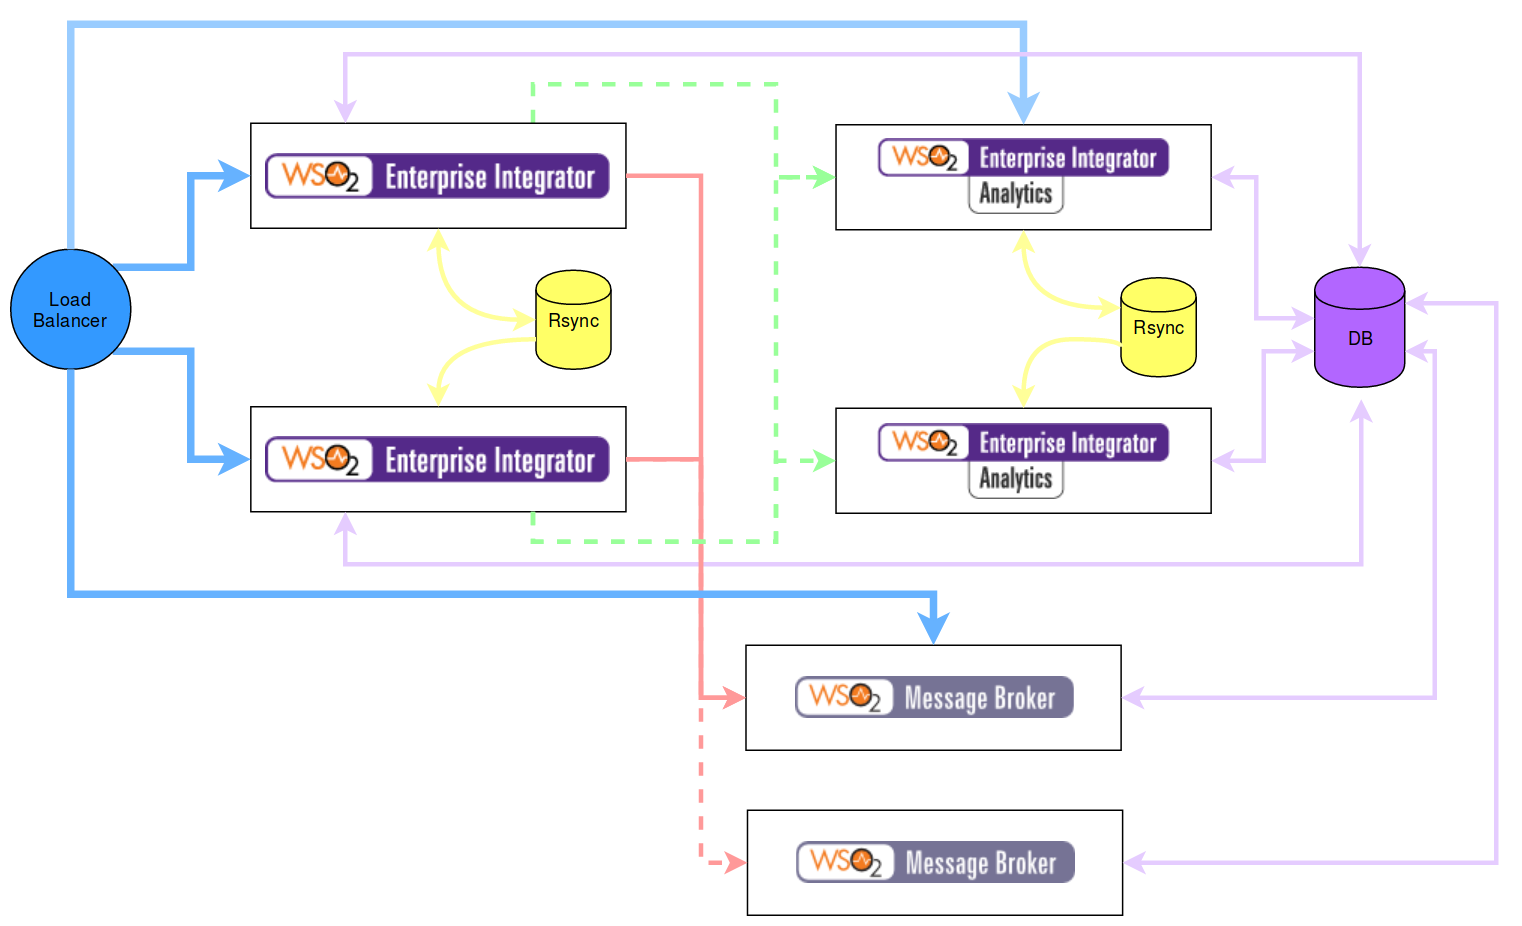 WSO2 Enterprise Integrator
WSO2 Enterprise Integrator
Analytics
Load
Balancer
Rsync
Rsync
DB
WSO2 Enterprise Integrator
WSO2 Enterprise Integrator
Analytics
WSO2 Message Broker
WSO2 Message Broker